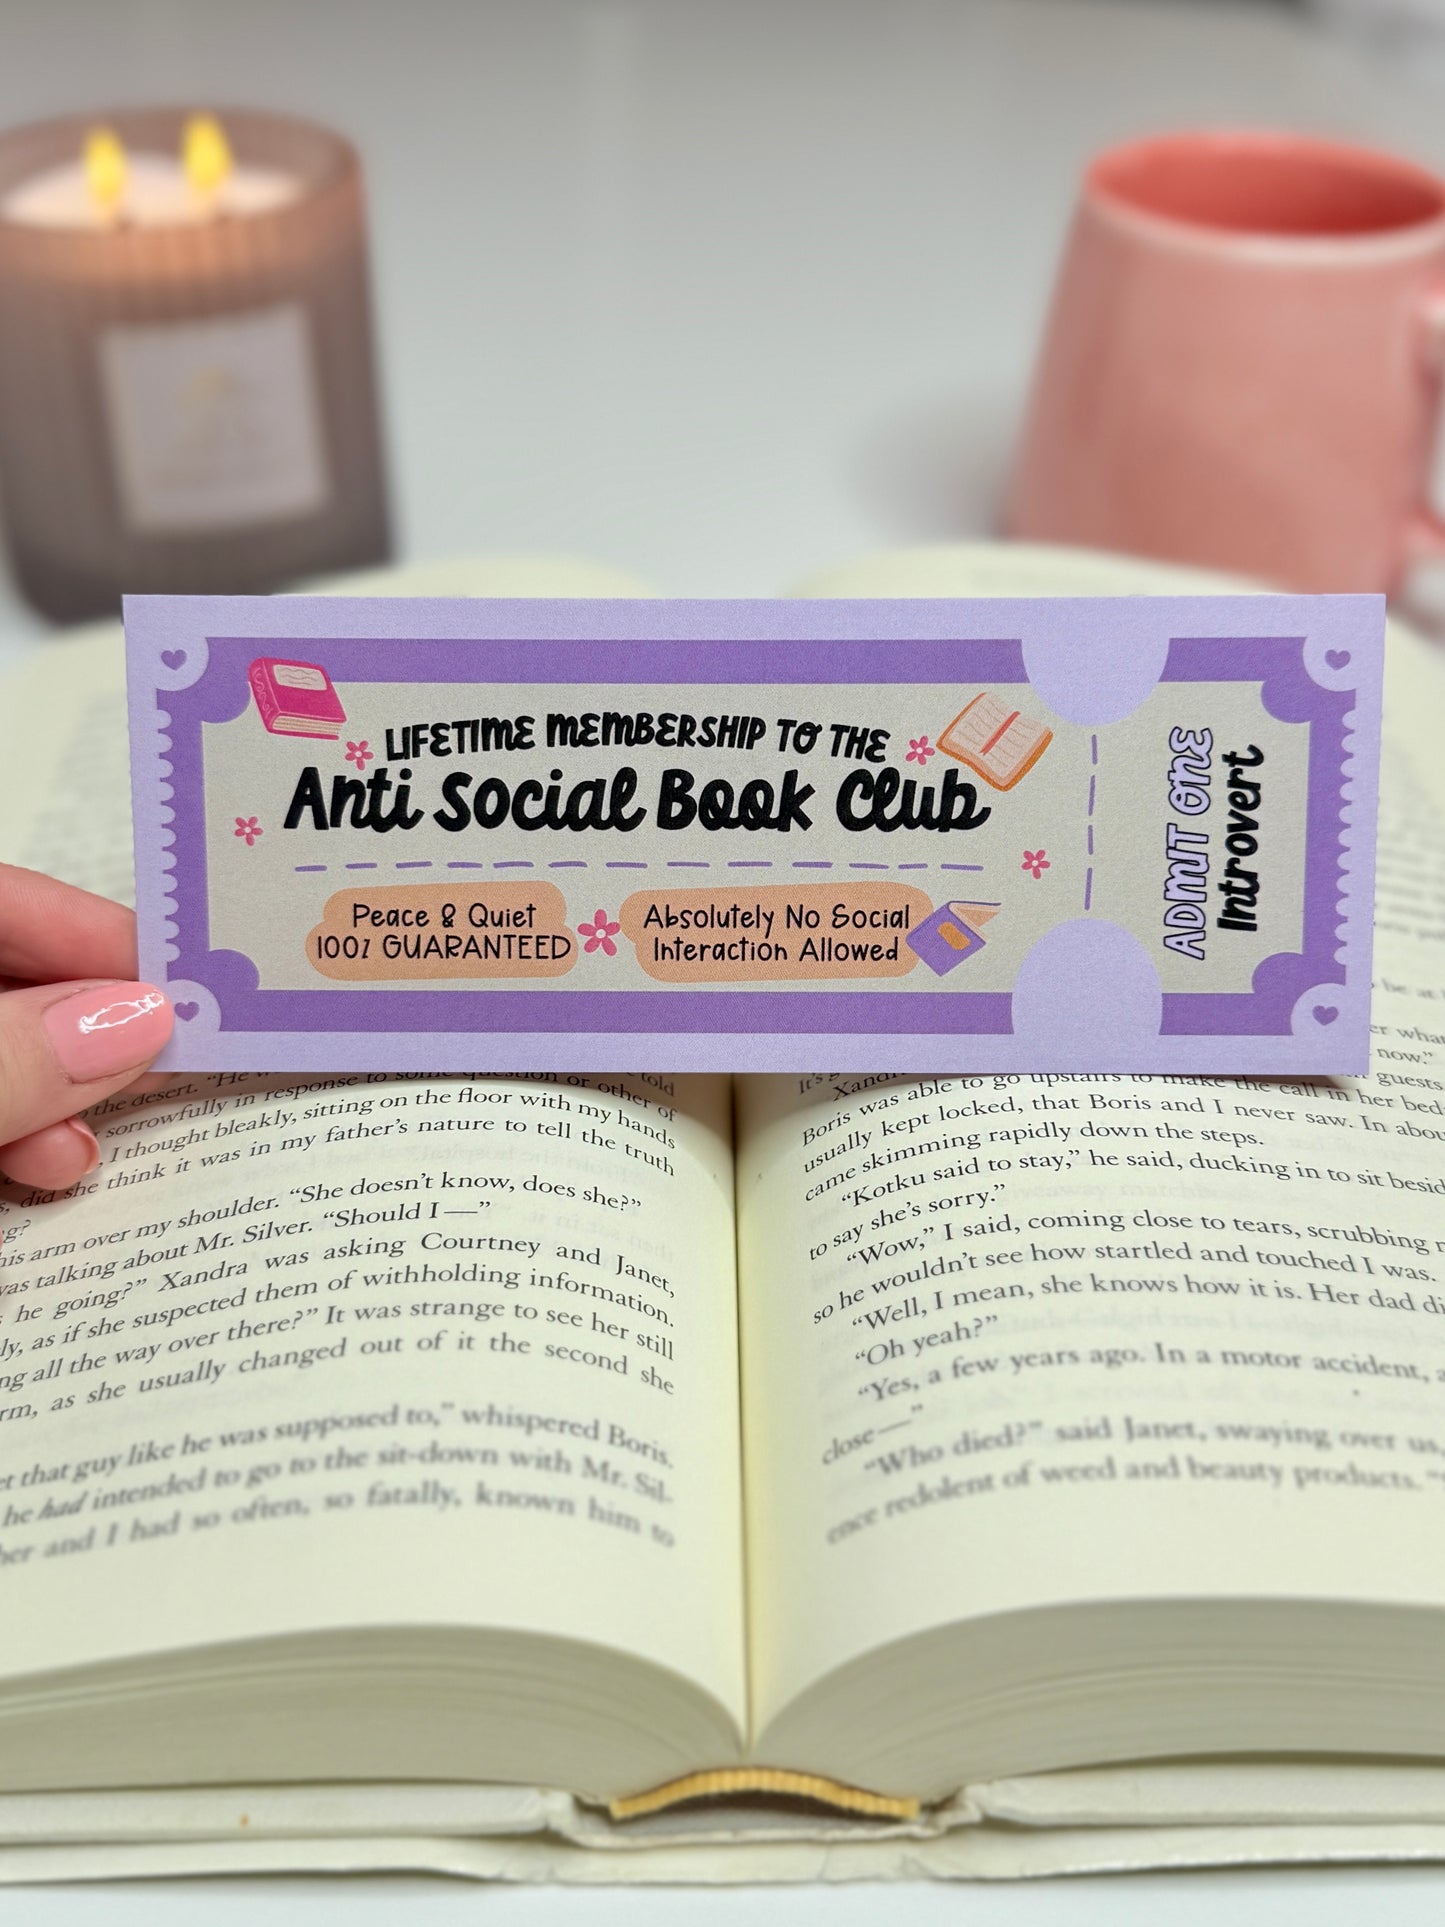 LIFETIME MEMBERSHIP TO THE
Anti Social Book Club
Peace & Quiet
100% GUARANTEED
Absolutely No Social
Interaction Allowed
ADMIT ONE
Introvert
the desert. "He
told
sorrowfully in response to some question or other of
I thought bleakly, sitting on the floor with my hands
did she think it was in my father's nature to tell the truth
his arm over my shoulder. "She doesn't know, does she?"
was talking about Mr. Silver. "Should I—"
he going?" Xandra was asking Courtney and Janet,
as if she suspected them of withholding information.
all the way over there?" It was strange to see her still
as she usually changed out of it the second she
that guy like he was supposed to," whispered Boris.
he had intended to go to the sit-down with Mr. Sil-
and I had so often, so fatally, known him to
be at
what
now."
It's
guests
Boris was able to go upstairs to make the call in her
usually kept locked, that Boris and I never saw. In
came skimming rapidly down the steps.
"Kotku said to stay," he said, ducking in to sit
to say she's sorry."
"Wow," I said, coming close to tears, scrubbing
so he wouldn't see how startled and touched I was.
"Well, I mean, she knows how it is. Her dad
"Oh yeah?"
"Yes, a few years ago. In a motor accident,
close—"
"Who died?" said Janet, swaying over us,
ence redolent of weed and beauty products.